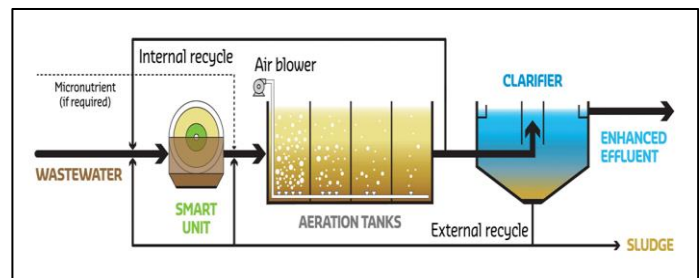 Internal recycle
Air blower
CLARIFIER
Micronutrient
(if required)
ENHANCED
EFFLUENT
WASTEWATER
SMART
UNIT
AERATION TANKS
External recycle
SLUDGE